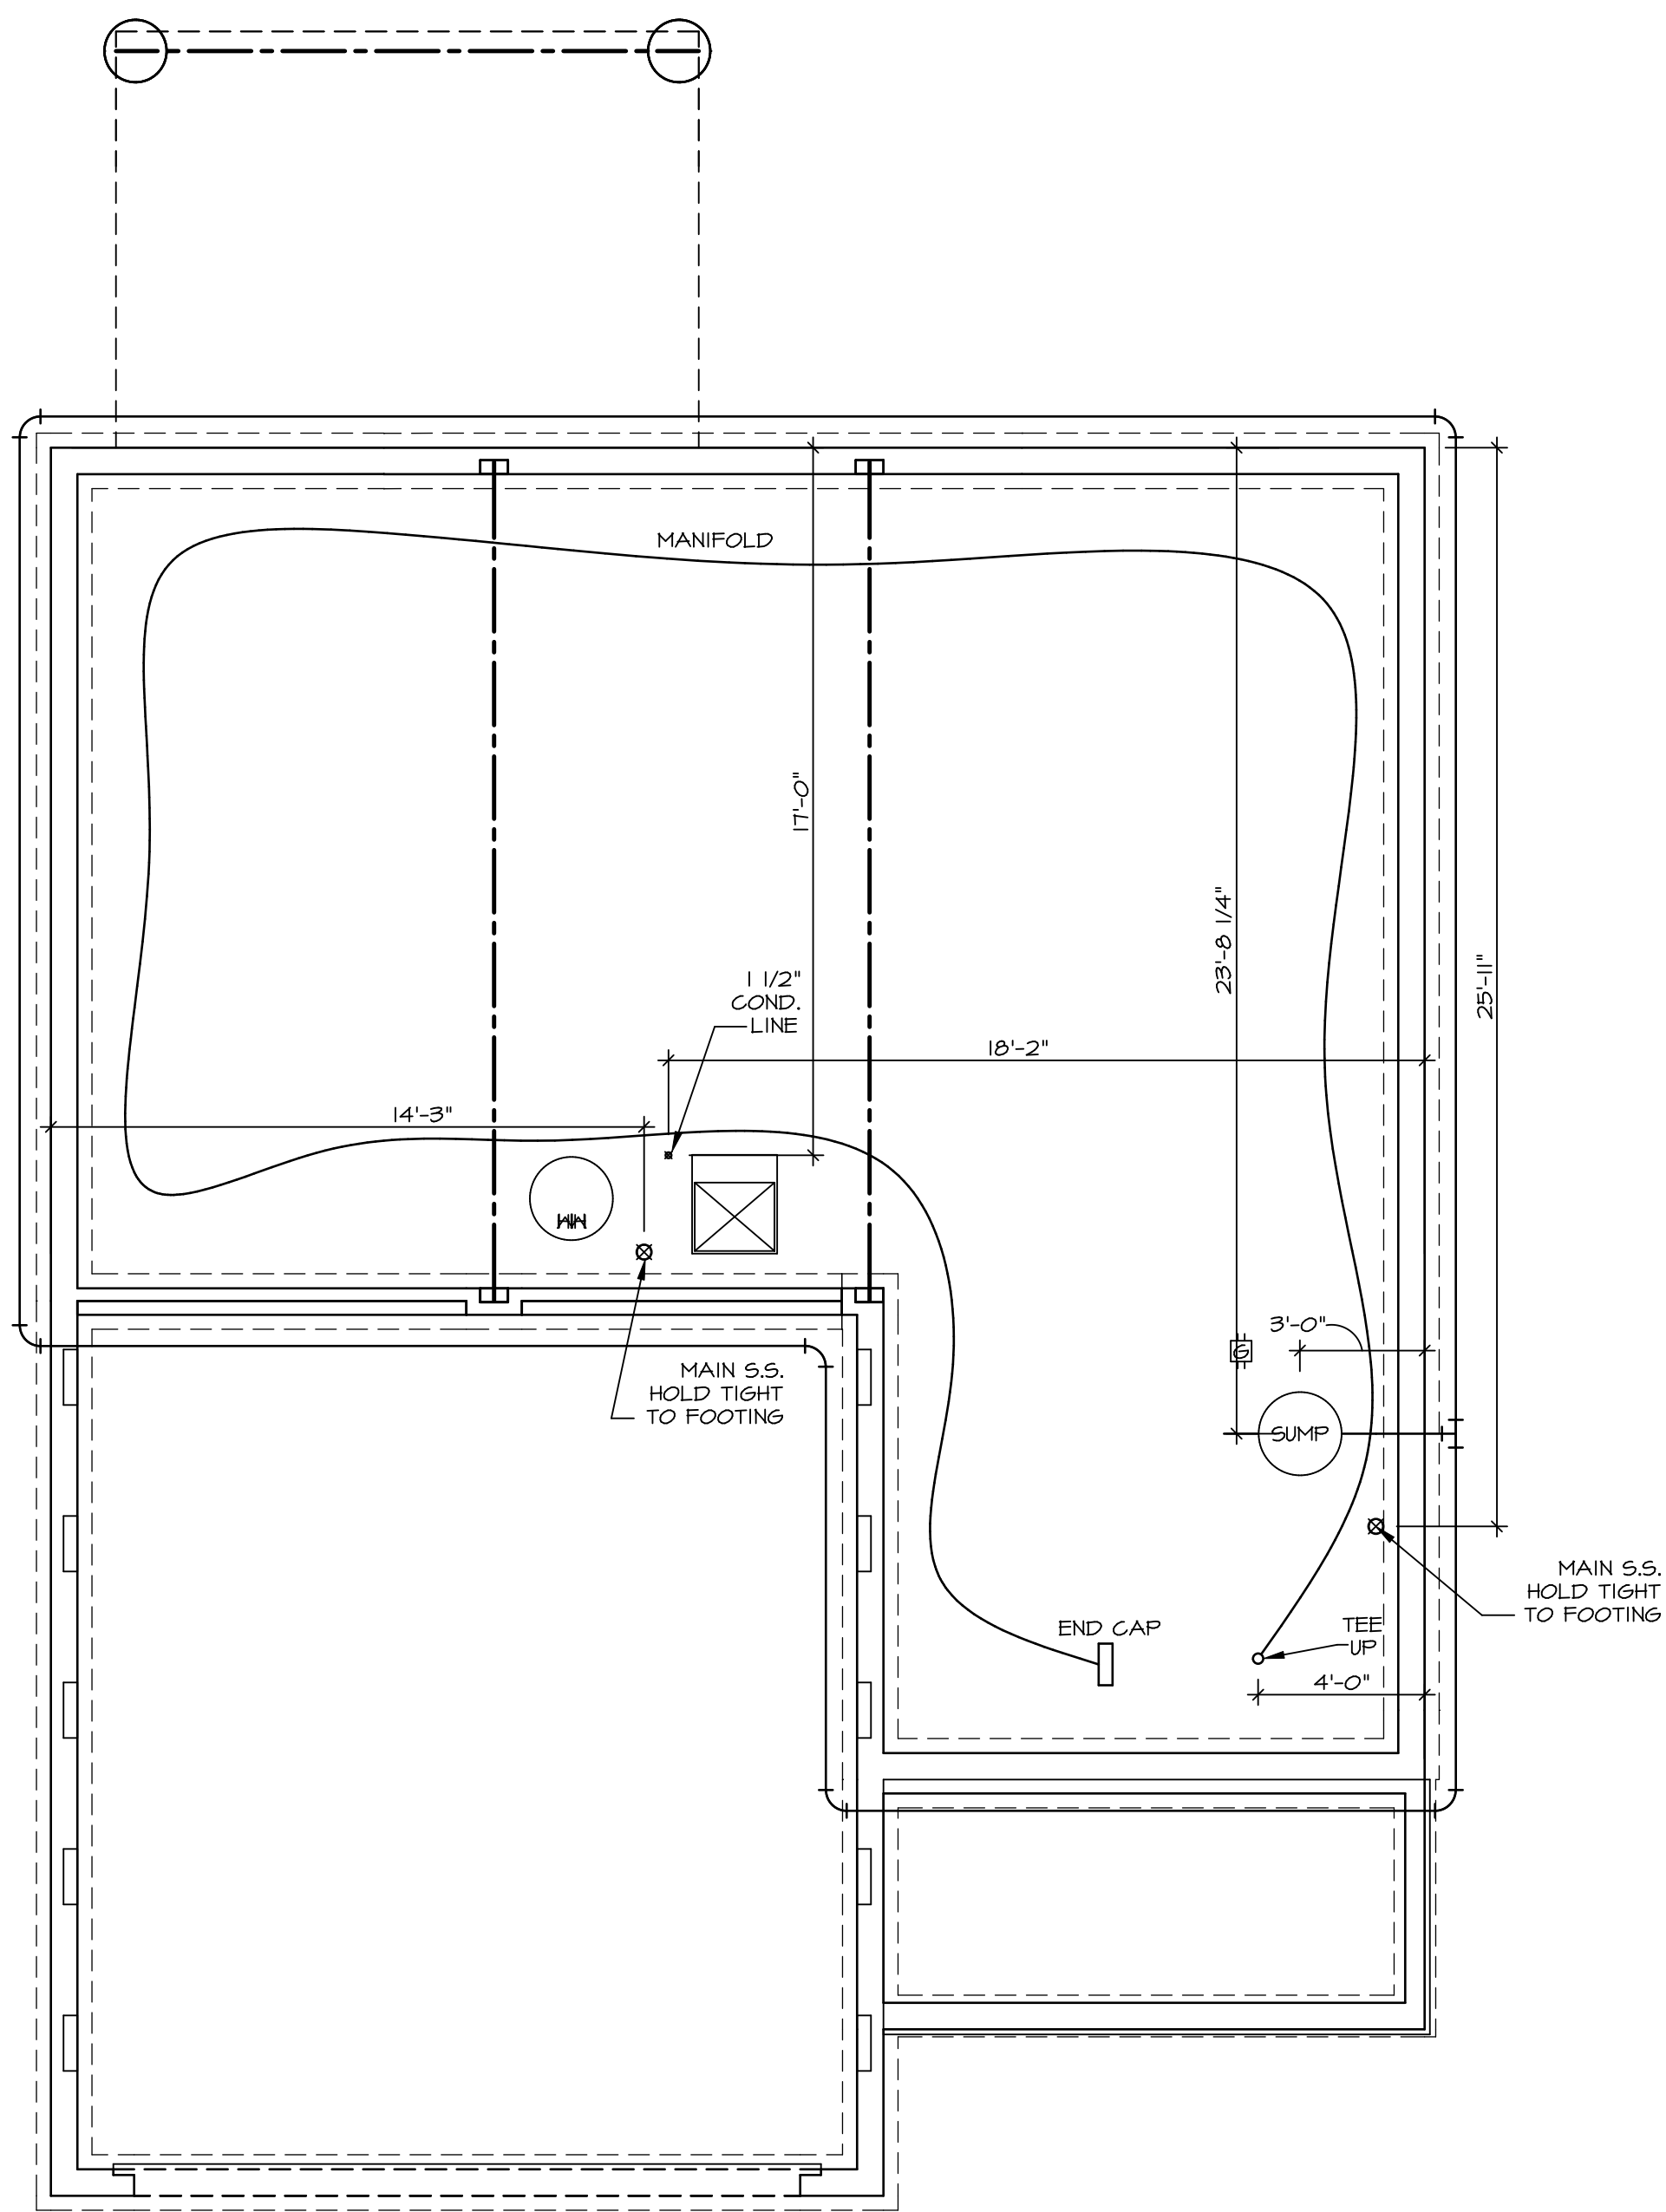 MANIFOLD
17'-0"
23'-8 1/4"
25'-11"
1 1/2"
COND.
LINE
18'-2"
14'-3"
WH
3'-0"
G
MAIN S.S.
HOLD TIGHT
TO FOOTING
SUMP
MAIN S.S.
HOLD TIGHT
TO FOOTING
END CAP
TEE
UP
4'-0"